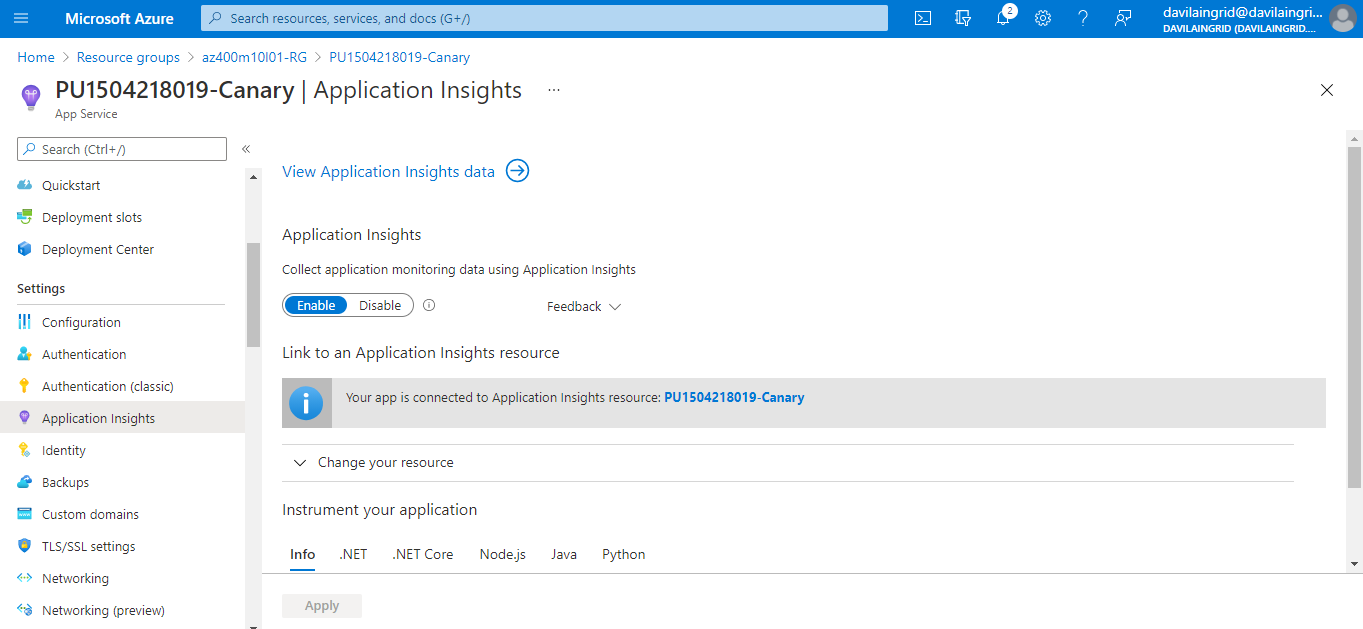 Microsoft Azure
Search resources, services, and docs (G+/)
2
davilaingrid@davilaingri...
DAVILAINGRID (DAVILAINGRID....
Home > Resource groups > az400m10l01-RG > PU1504218019-Canary
PU1504218019-Canary | Application Insights ...
App Service
Search (Ctrl+/) «
Quickstart
Deployment slots
Deployment Center
Settings
Configuration
Authentication
Authentication (classic)
Application Insights
Identity
Backups
Custom domains
TLS/SSL settings
Networking
Networking (preview)
View Application Insights data
Application Insights
Collect application monitoring data using Application Insights
Enable Disable Feedback
Link to an Application Insights resource
Your app is connected to Application Insights resource: PU1504218019-Canary
Change your resource
Instrument your application
Info .NET .NET Core Node.js Java Python
Apply